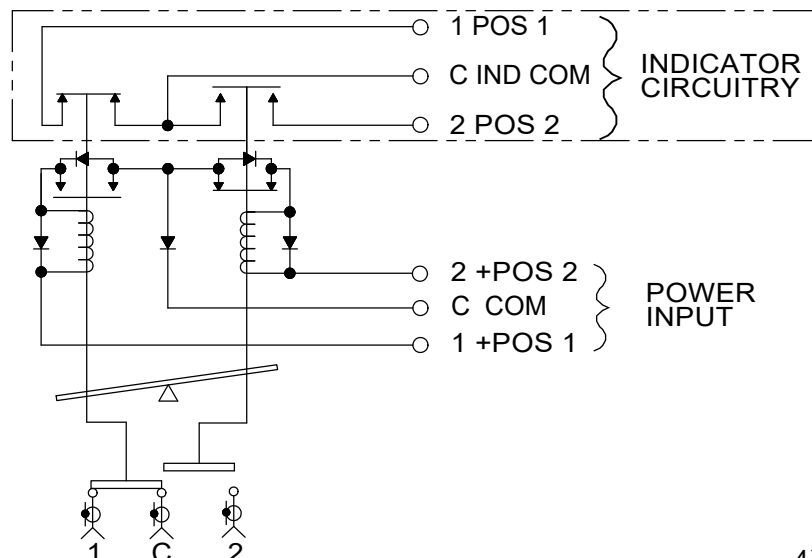 1 POS 1
C IND COM
2 POS 2
INDICATOR
CIRCUITRY
2 +POS 2
C COM
1 +POS 1
POWER
INPUT
1 C 2
4